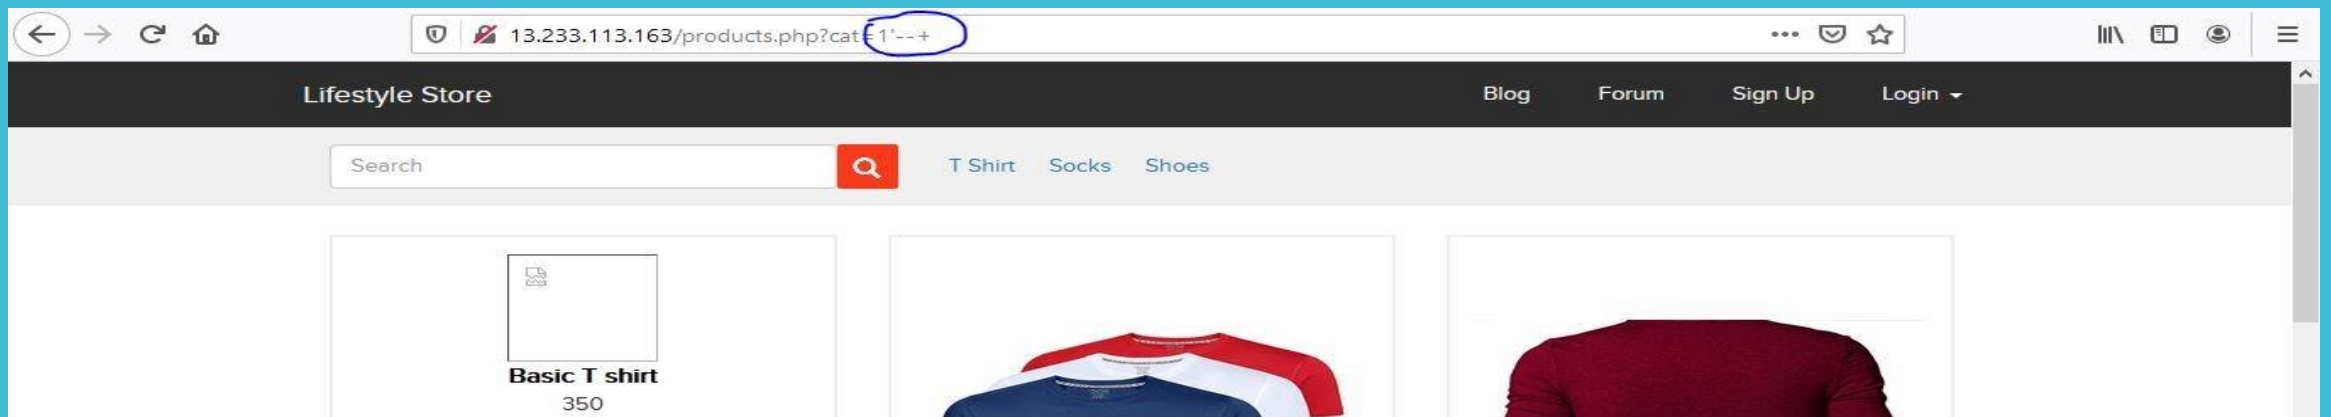 13.233.113.163/products.php?cat=1'--+
Lifestyle Store
Blog
Forum
Sign Up
Login
Search
T Shirt
Socks
Shoes
Basic T shirt
350